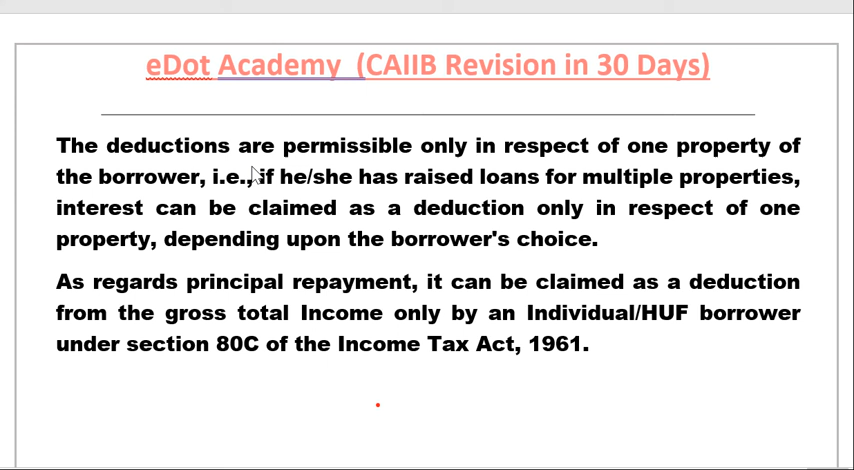 eDot Academy (CAIIB Revision in 30 Days)
The deductions are permissible only in respect of one property of
the borrower, i.e., if he/she has raised loans for multiple properties,
interest can be claimed as a deduction only in respect of one
property, depending upon the borrower's choice.
As regards principal repayment, it can be claimed as a deduction
from the gross total Income only by an Individual/HUF borrower
under section 80C of the Income Tax Act, 1961.